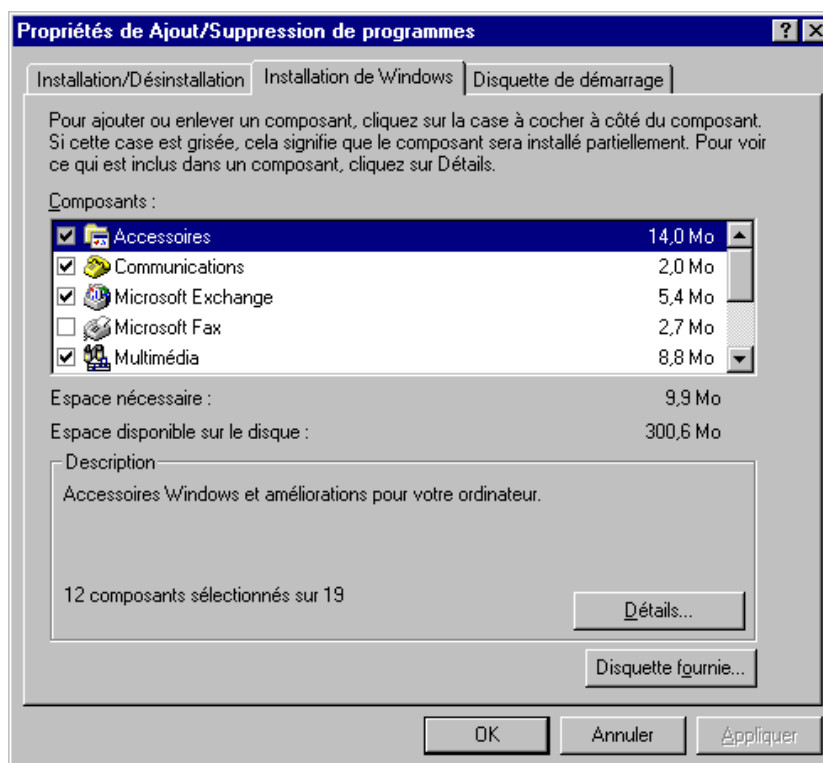 Propriétés de Ajout/Suppression de programmes
Installation/Désinstallation Installation de Windows Disquette de démarrage
Pour ajouter ou enlever un composant, cliquez sur la case à cocher à côté du composant.
Si cette case est grisée, cela signifie que le composant sera installé partiellement. Pour voir
ce qui est inclus dans un composant, cliquez sur Détails.
Composants :
Accessoires 14,0 Mo
Communications 2,0 Mo
Microsoft Exchange 5,4 Mo
Microsoft Fax 2,7 Mo
Multimédia 8,8 Mo
Espace nécessaire : 9,9 Mo
Espace disponible sur le disque : 300,6 Mo
Description
Accessoires Windows et améliorations pour votre ordinateur.
12 composants sélectionnés sur 19
Détails...
Disquette fournie...
OK Annuler Appliquer